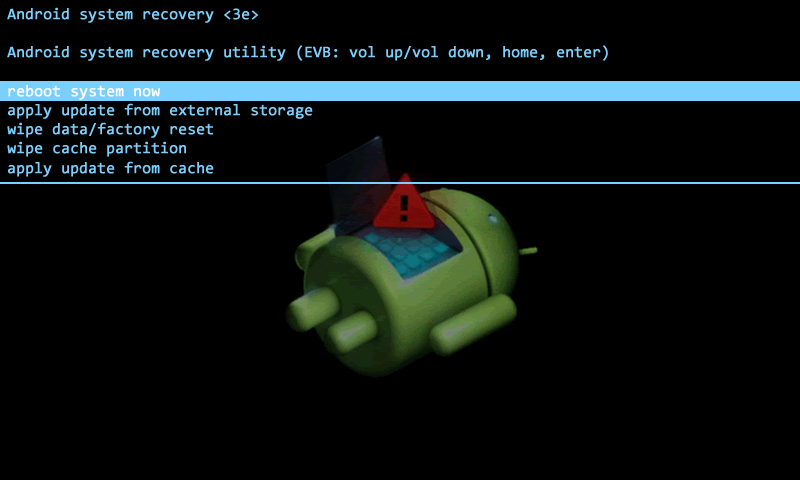 Android system recovery <3e>
Android system recovery utility (EVB: vol up/vol down, home, enter)
reboot system now
apply update from external storage
wipe data/factory reset
wipe cache partition
apply update from cache
!